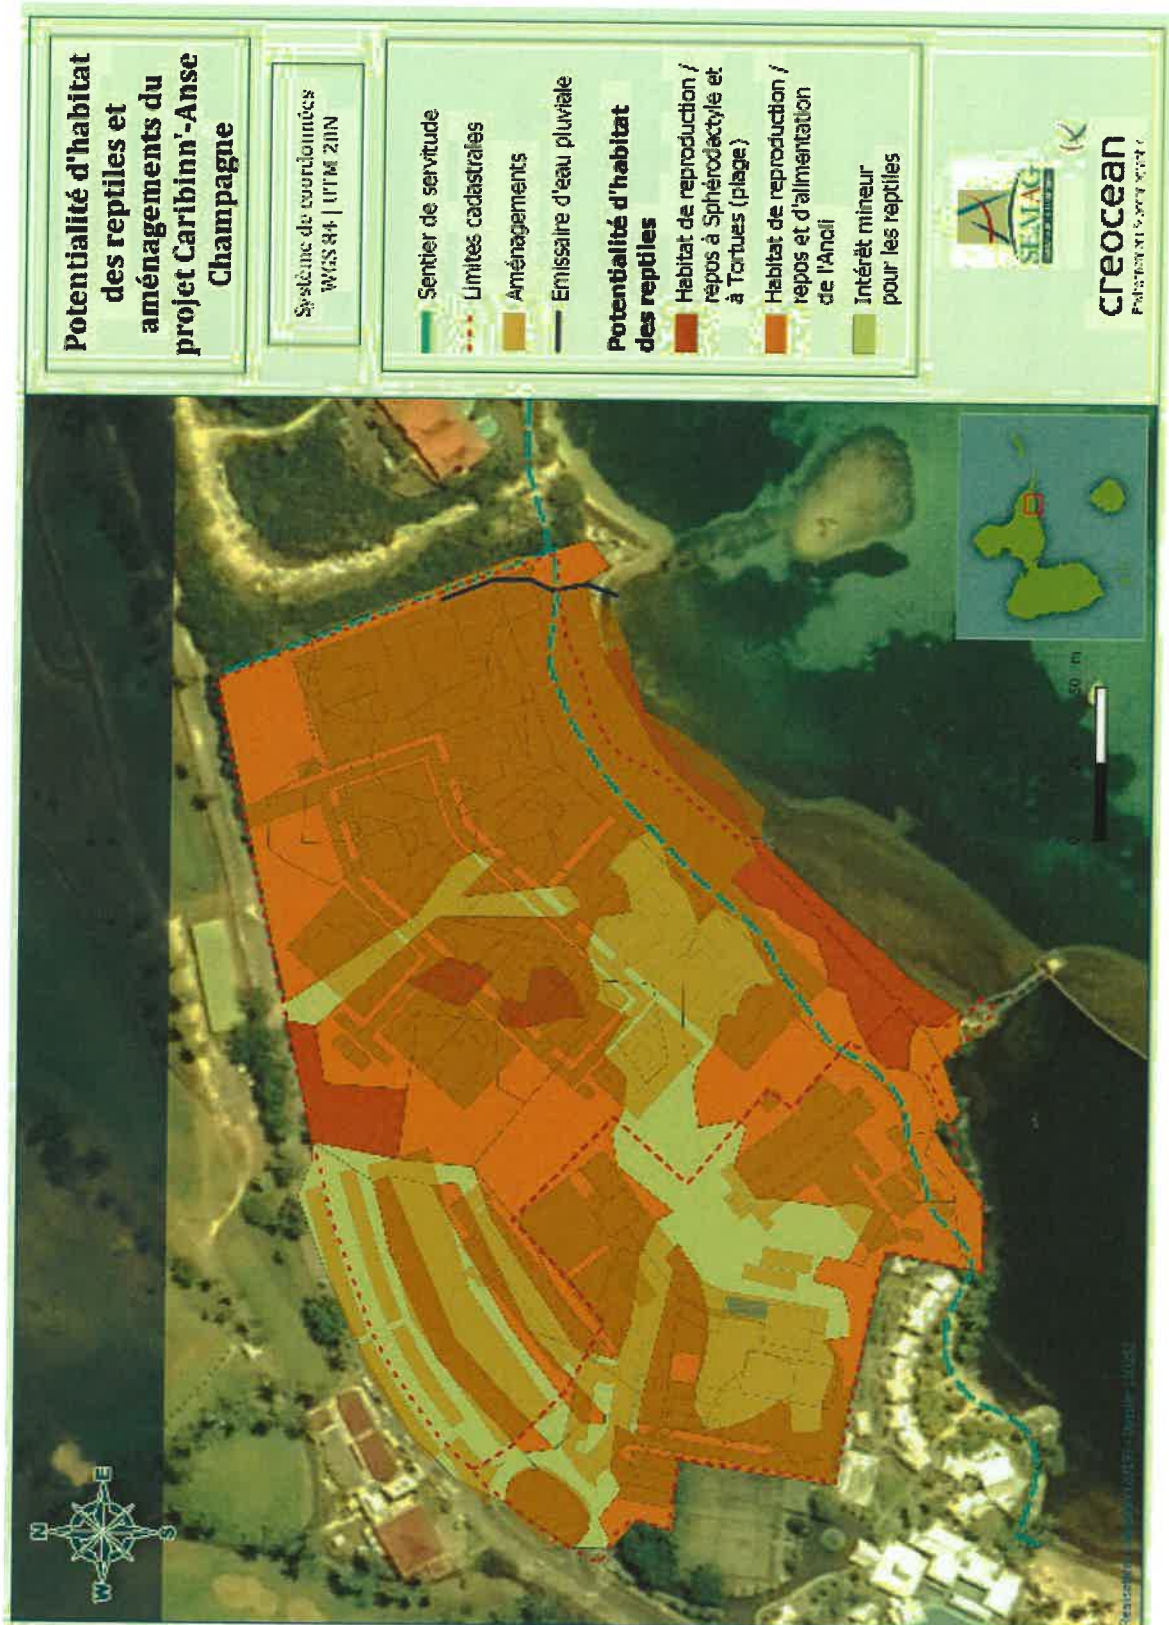 Potentialité d'habitat
des reptiles et
aménagements du
projet Caribinn'-Anse
Champagne
Système de coordonnées
WGS 84 | UTM 20N
Sentier de servitude
Limites cadastrales
Aménagements
Emissaire d'eau pluviale
Potentialité d'habitat
des reptiles
Habitat de reproduction /
repos à Sphérodactyle et
à Tortues (plage)
Habitat de reproduction /
repos et d'alimentation
de l'Anoli
Intérêt mineur
pour les reptiles
SEMAG
creocean
N
W
E
S
0
25
50 m